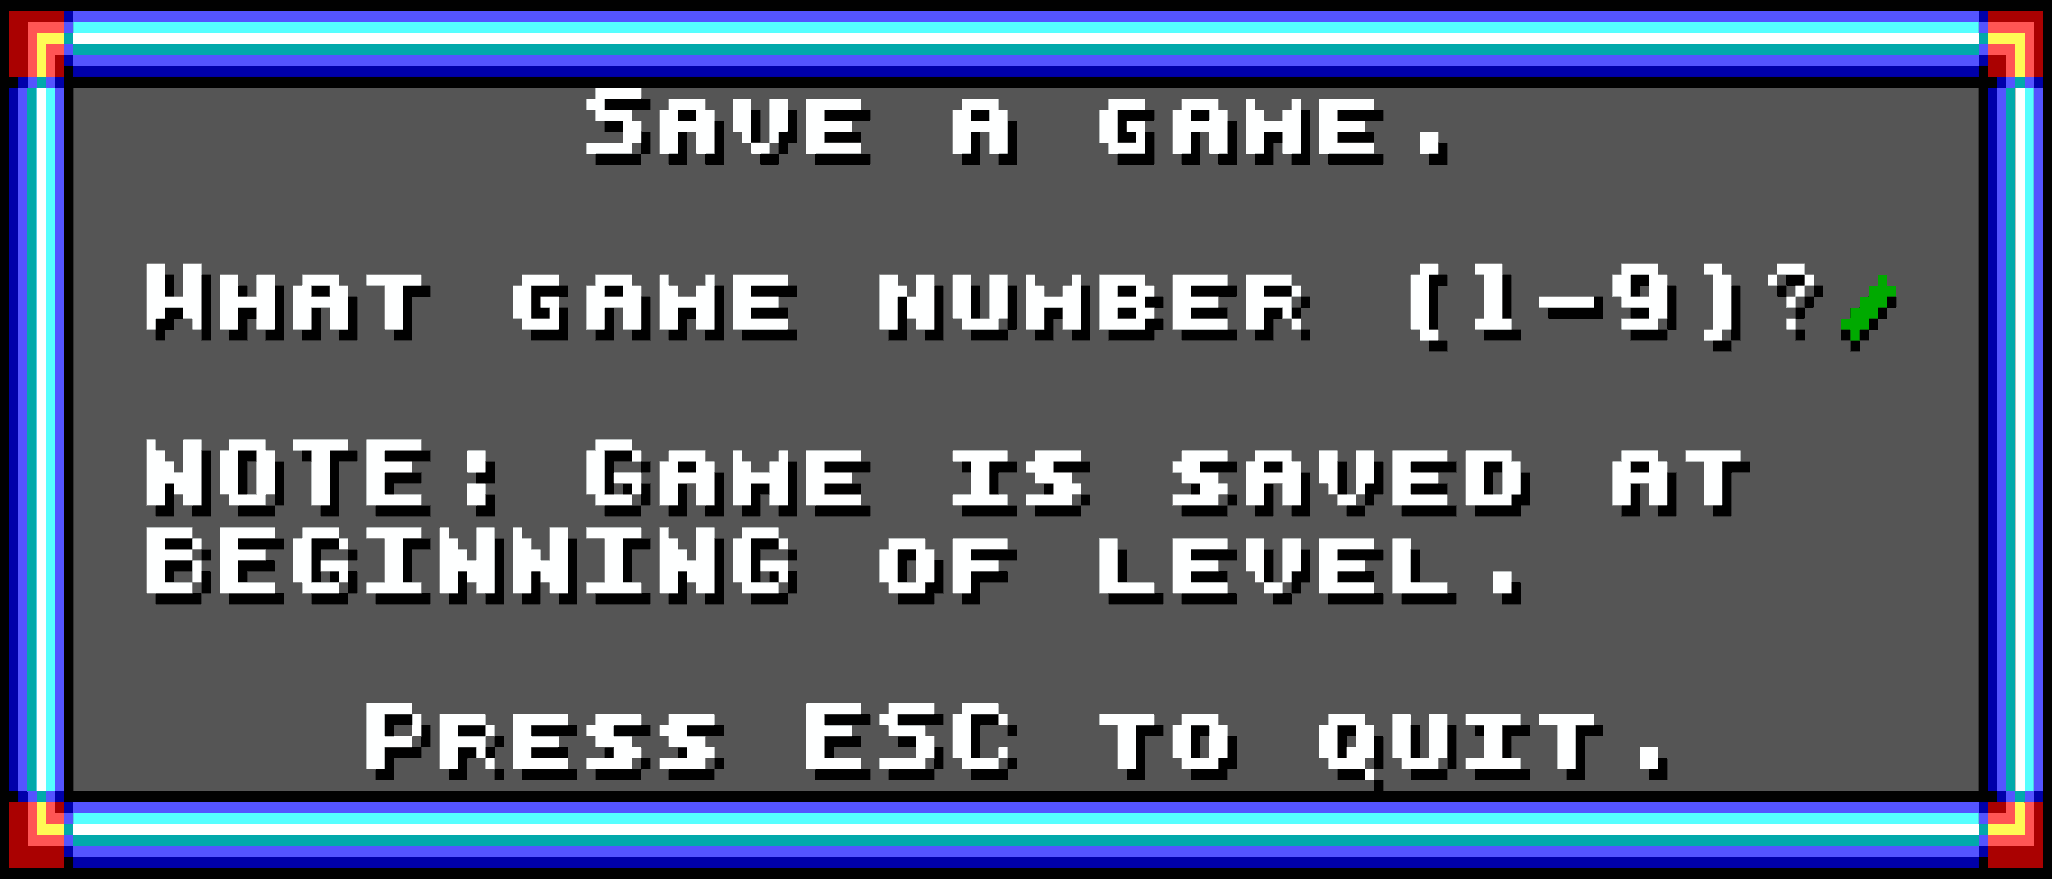 Save a game.
What game number (1-9)?
NOTE: Game is saved at
BEGINNING of level.
Press ESC to quit.